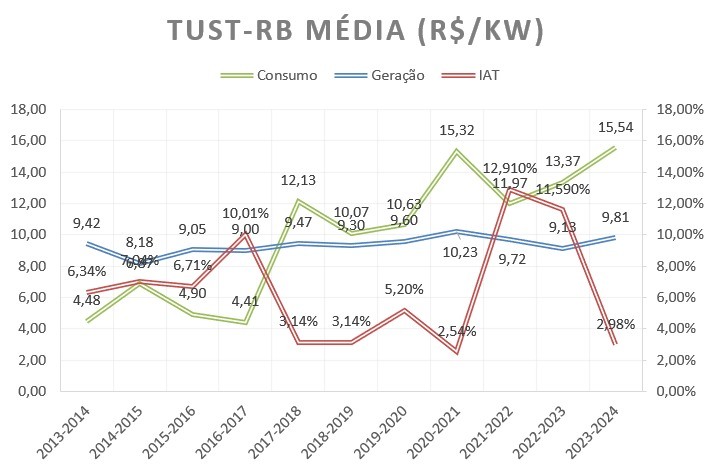 TUST-RB MÉDIA (R$/KW)
Consumo Geração IAT
18,00 18,00%
16,00 16,00%
14,00 14,00%
12,00 12,00%
10,00 10,00%
8,00 8,00%
6,00 6,00%
4,00 4,00%
2,00 2,00%
0,00 0,00%
4,48 6,87 4,90 4,41 12,13 10,07 10,63 15,32 11,97 13,37 15,54
9,42 8,18 9,05 9,00 9,47 9,30 9,60 10,23 9,72 9,13 9,81
6,34% 7,04% 6,71% 10,01% 3,14% 3,14% 5,20% 2,54% 12,910% 11,590% 2,98%
2013-2014 2014-2015 2015-2016 2016-2017 2017-2018 2018-2019 2019-2020 2020-2021 2021-2022 2022-2023 2023-2024